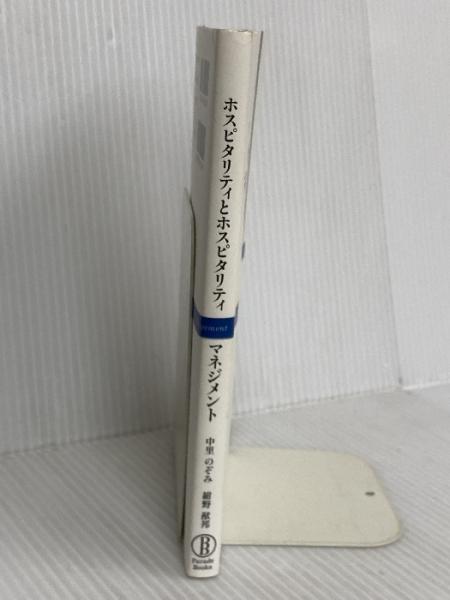 ホスピタリティとホスピタリティ
gement
マネジメント
中里 のぞみ 紺野 猷邦
B
Parade
Books